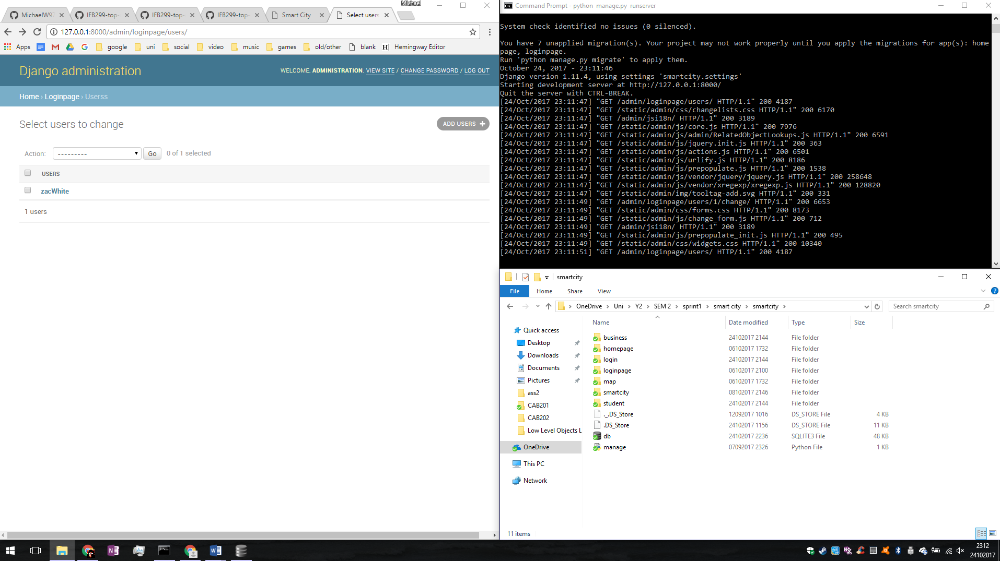 Michael
MichaelW97
IFB299-top-
IFB299-top-
IFB299-top-
Smart City
Select users
127.0.0.1:8000/admin/loginpage/users/
Apps
google
uni
social
video
music
games
old/other
blank
Hemingway Editor
Django administration
WELCOME, ADMINISTRATION. VIEW SITE / CHANGE PASSWORD / LOG OUT
Home › Loginpage › Userss
Select users to change
ADD USERS +
Action: --------- Go 0 of 1 selected
USERS
zacWhite
1 users
Command Prompt - python manage.py runserver
System check identified no issues (0 silenced).
You have 7 unapplied migration(s). Your project may not work properly until you apply the migrations for app(s): home
page, loginpage.
Run 'python manage.py migrate' to apply them.
October 24, 2017 - 23:11:46
Django version 1.11.4, using settings 'smartcity.settings'
Starting development server at http://127.0.0.1:8000/
Quit the server with CTRL-BREAK.
[24/Oct/2017 23:11:47] "GET /admin/loginpage/users/ HTTP/1.1" 200 4187
[24/Oct/2017 23:11:47] "GET /static/admin/css/changelists.css HTTP/1.1" 200 6170
[24/Oct/2017 23:11:47] "GET /admin/jsi18n/ HTTP/1.1" 200 3189
[24/Oct/2017 23:11:47] "GET /static/admin/js/core.js HTTP/1.1" 200 7976
[24/Oct/2017 23:11:47] "GET /static/admin/js/admin/RelatedObjectLookups.js HTTP/1.1" 200 6591
[24/Oct/2017 23:11:47] "GET /static/admin/js/jquery.init.js HTTP/1.1" 200 363
[24/Oct/2017 23:11:47] "GET /static/admin/js/actions.js HTTP/1.1" 200 6501
[24/Oct/2017 23:11:47] "GET /static/admin/js/urlify.js HTTP/1.1" 200 8186
[24/Oct/2017 23:11:47] "GET /static/admin/js/prepopulate.js HTTP/1.1" 200 1538
[24/Oct/2017 23:11:47] "GET /static/admin/js/vendor/jquery/jquery.js HTTP/1.1" 200 258648
[24/Oct/2017 23:11:47] "GET /static/admin/js/vendor/xregexp/xregexp.js HTTP/1.1" 200 128820
[24/Oct/2017 23:11:47] "GET /static/admin/img/tooltag-add.svg HTTP/1.1" 200 331
[24/Oct/2017 23:11:49] "GET /admin/loginpage/users/1/change/ HTTP/1.1" 200 6653
[24/Oct/2017 23:11:49] "GET /static/admin/css/forms.css HTTP/1.1" 200 8173
[24/Oct/2017 23:11:49] "GET /static/admin/js/change_form.js HTTP/1.1" 200 712
[24/Oct/2017 23:11:49] "GET /admin/jsi18n/ HTTP/1.1" 200 3189
[24/Oct/2017 23:11:49] "GET /static/admin/js/prepopulate_init.js HTTP/1.1" 200 495
[24/Oct/2017 23:11:49] "GET /static/admin/css/widgets.css HTTP/1.1" 200 10340
[24/Oct/2017 23:11:51] "GET /admin/loginpage/users/ HTTP/1.1" 200 4187
smartcity
File Home Share View
OneDrive › Uni › Y2 › SEM 2 › sprint1 › smart city › smartcity ›
Search smartcity
Quick access
Desktop
Downloads
Documents
Pictures
ass2
CAB201
CAB202
Low Level Objects L
OneDrive
This PC
Network
Name Date modified Type Size
business 24102017 2144 File folder
homepage 06102017 1732 File folder
login 24102017 2144 File folder
loginpage 06102017 2100 File folder
map 06102017 1732 File folder
smartcity 08102017 2146 File folder
student 24102017 2144 File folder
._.DS_Store 12092017 1016 DS_STORE File 4 KB
.DS_Store 24102017 1156 DS_STORE File 11 KB
db 24102017 2236 SQLITE3 File 48 KB
manage 07092017 2326 Python File 1 KB
11 items
2312
24102017